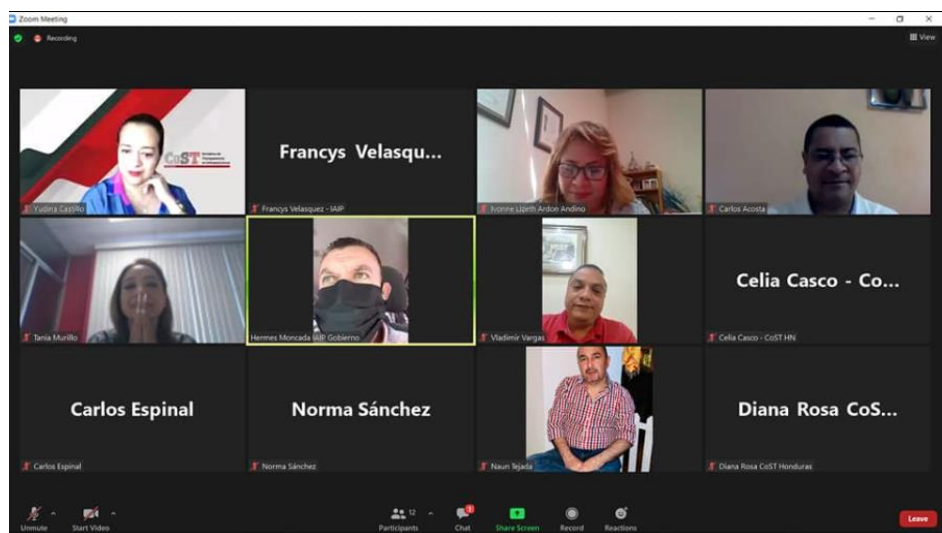 Zoom Meeting
Recording
View
CoST
Yudina Castillo
Francys Velasqu...
Francys Velasquez - IAIP
Ivonne Lizeth Ardon Andino
Carlos Acosta
Tania Murillo
Hermes Moncada IAIP Gobierno
Vladimir Vargas
Celia Casco - Co...
Celia Casco - CoST HN
Carlos Espinal
Carlos Espinal
Norma Sánchez
Norma Sánchez
Naun Tejada
Diana Rosa CoS...
Diana Rosa CoST Honduras
Unmute
Start Video
12
Participants
1
Chat
Share Screen
Record
Reactions
Leave